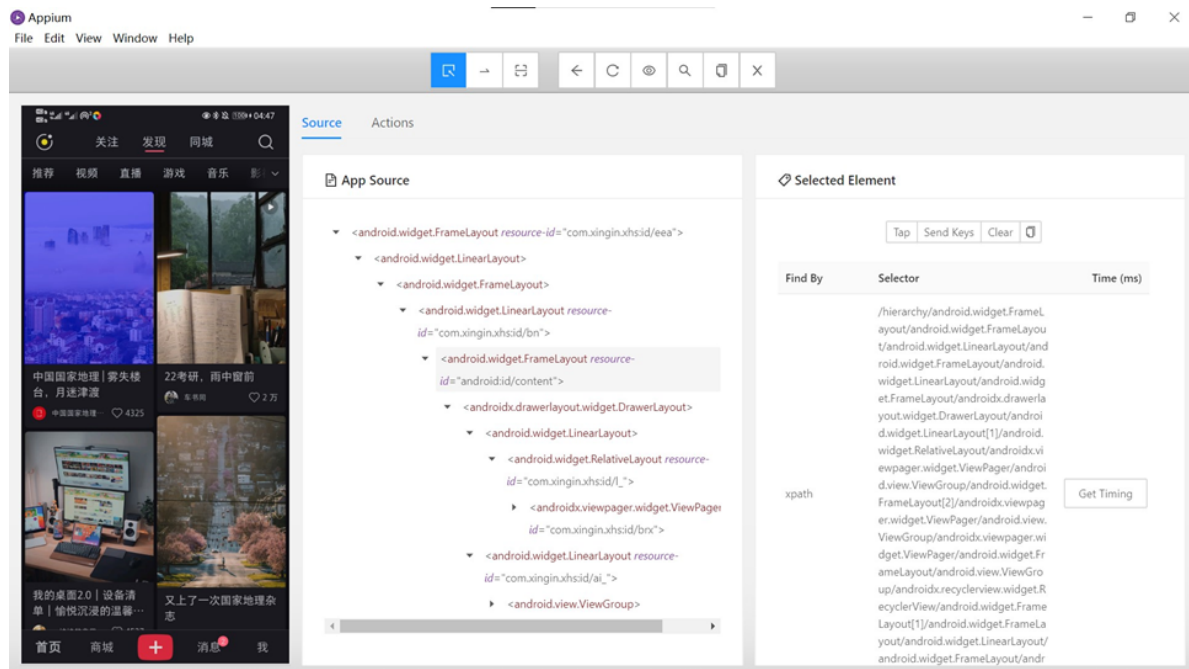 Appium
File Edit View Window Help
04:47
关注 发现 同城
推荐 视频 直播 游戏 音乐
中国国家地理|雾失楼
台，月迷津渡
中国国家地理… 4325
22考研，雨中窗前
车书同 2万
我的桌面2.0｜设备清
单｜愉悦沉浸的温馨…
又上了一次国家地理杂
志
首页 商城 消息 2 我
Source Actions
App Source
<android.widget.FrameLayout resource-id="com.xingin.xhs:id/eea">
<android.widget.LinearLayout>
<android.widget.FrameLayout>
<android.widget.LinearLayout resource-
id="com.xingin.xhs:id/bn">
<android.widget.FrameLayout resource-
id="android:id/content">
<androidx.drawerlayout.widget.DrawerLayout>
<android.widget.LinearLayout>
<android.widget.RelativeLayout resource-
id="com.xingin.xhs:id/l_">
<androidx.viewpager.widget.ViewPager
id="com.xingin.xhs:id/brx">
<android.widget.LinearLayout resource-
id="com.xingin.xhs:id/ai_">
<android.view.ViewGroup>
Selected Element
Tap Send Keys Clear
Find By Selector Time (ms)
xpath
/hierarchy/android.widget.FrameL
ayout/android.widget.FrameLayou
t/android.widget.LinearLayout/and
roid.widget.FrameLayout/android.
widget.LinearLayout/android.widg
et.FrameLayout/androidx.drawerla
yout.widget.DrawerLayout/androi
d.widget.LinearLayout[1]/android.
widget.RelativeLayout/androidx.vi
ewpager.widget.ViewPager/androi
d.view.ViewGroup/android.widget.
FrameLayout[2]/androidx.viewpag
er.widget.ViewPager/android.view.
ViewGroup/androidx.viewpager.wi
dget.ViewPager/android.widget.Fr
ameLayout/android.view.ViewGro
up/androidx.recyclerview.widget.R
ecyclerView/android.widget.Frame
Layout[1]/android.widget.FrameLa
yout/android.widget.LinearLayout/
android.widget.FrameLayout/andr
Get Timing